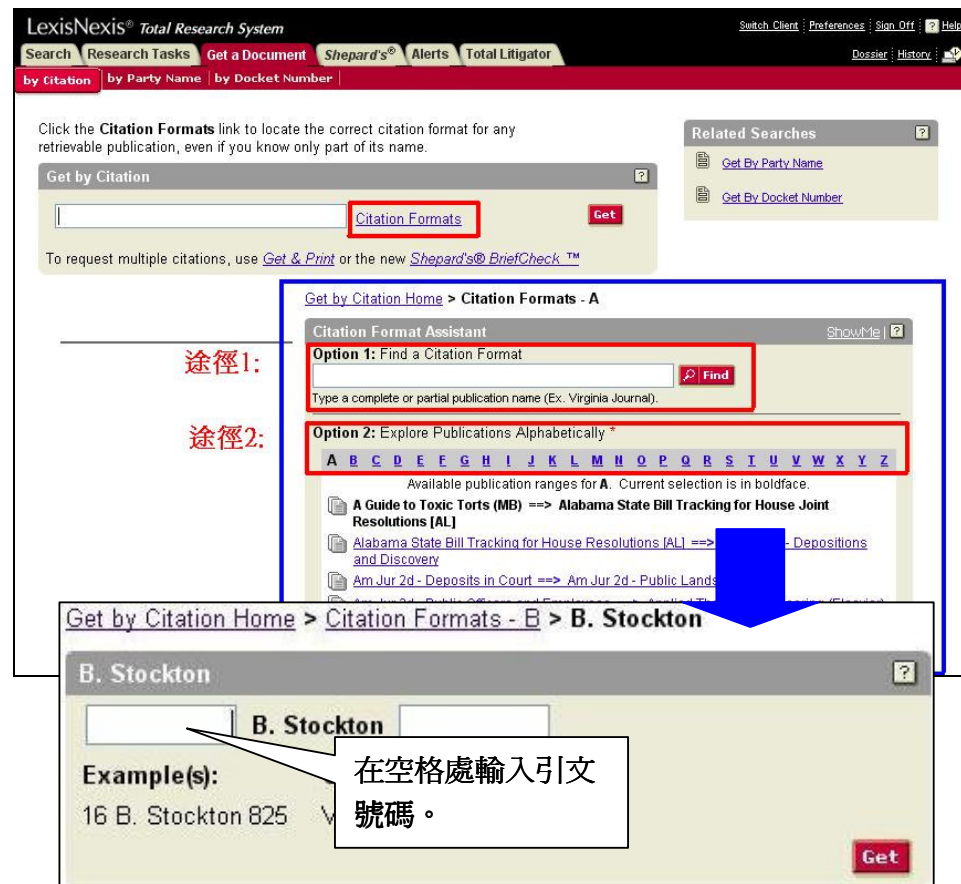 LexisNexis® Total Research System
Switch Client | Preferences | Sign Off | ? Help
Search Research Tasks Get a Document Shepard's® Alerts Total Litigator
Dossier | History
by Citation | by Party Name | by Docket Number
Click the Citation Formats link to locate the correct citation format for any
retrievable publication, even if you know only part of its name.
Get by Citation ?
Citation Formats Get
To request multiple citations, use Get & Print or the new Shepard's® BriefCheck ™
Related Searches ?
Get By Party Name
Get By Docket Number
Get by Citation Home > Citation Formats - A
Citation Format Assistant ShowMe | ?
途徑1:
Option 1: Find a Citation Format
Find
Type a complete or partial publication name (Ex. Virginia Journal).
途徑2:
Option 2: Explore Publications Alphabetically *
A B C D E F G H I J K L M N O P Q R S T U V W X Y Z
Available publication ranges for A. Current selection is in boldface.
A Guide to Toxic Torts (MB) ==> Alabama State Bill Tracking for House Joint
Resolutions [AL]
Alabama State Bill Tracking for House Resolutions [AL] ==> - Depositions
and Discovery
Am Jur 2d - Deposits in Court ==> Am Jur 2d - Public Lands
Get by Citation Home > Citation Formats - B > B. Stockton
B. Stockton ?
B. Stockton
Example(s):
16 B. Stockton 825
在空格處輸入引文
號碼。
Get